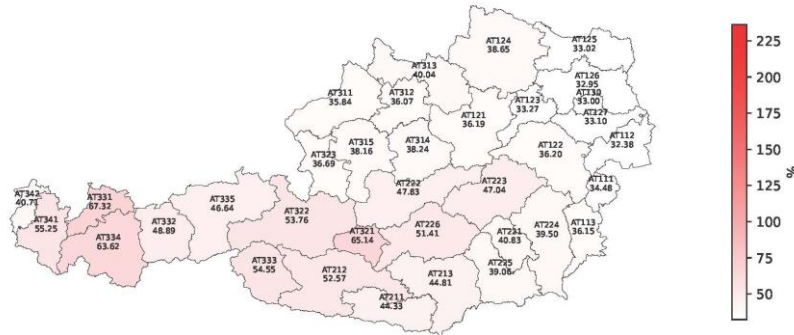 AT124
38.65
AT125
33.02
AT313
40.04
AT126
32.95
AT130
33.00
AT311
35.84
AT312
36.07
AT123
33.27
AT127
33.10
AT121
36.19
AT112
32.38
AT315
38.16
AT314
38.24
AT122
36.20
AT323
36.69
AT111
34.48
AT342
40.71
AT331
67.32
AT335
46.64
AT222
47.83
AT223
47.04
AT341
55.25
AT332
48.89
AT322
53.76
AT321
65.14
AT226
51.41
AT221
40.83
AT224
39.50
AT113
36.15
AT334
63.62
AT333
54.55
AT212
52.57
AT213
44.81
AT225
39.06
AT211
44.33
225
200
175
150
125
100
75
50
%